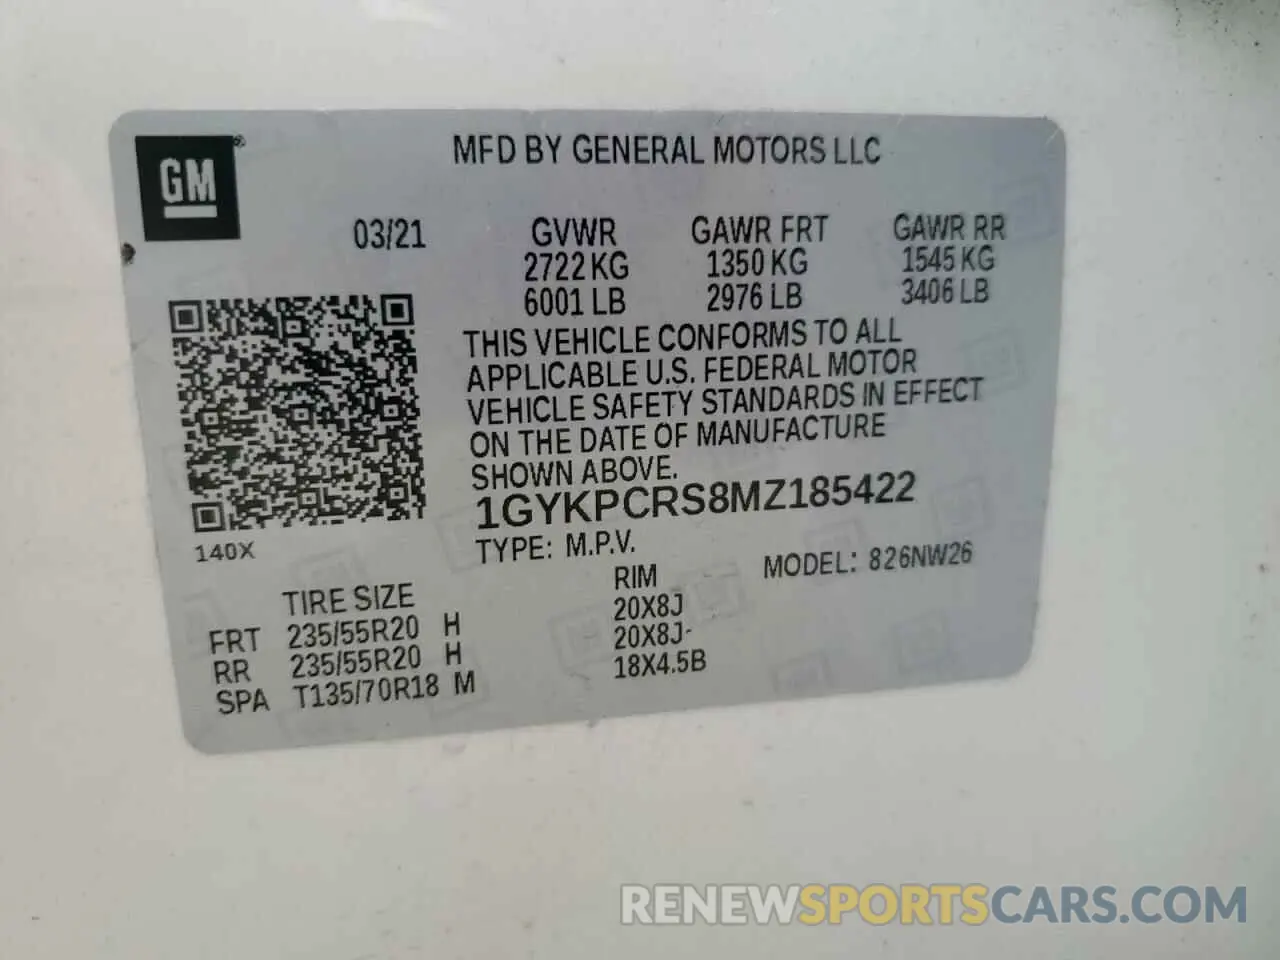 GM
MFD BY GENERAL MOTORS LLC
03/21 GVWR GAWR FRT GAWR RR
2722 KG 1350 KG 1545 KG
6001 LB 2976 LB 3406 LB
THIS VEHICLE CONFORMS TO ALL
APPLICABLE U.S. FEDERAL MOTOR
VEHICLE SAFETY STANDARDS IN EFFECT
ON THE DATE OF MANUFACTURE
SHOWN ABOVE.
1GYKPCRS8MZ185422
140X
TYPE: M.P.V. MODEL: 826NW26
TIRE SIZE RIM
FRT 235/55R20 H 20X8J
RR 235/55R20 H 20X8J-
SPA T135/70R18 M 18X4.5B
RENEWSPORTSCARS.COM